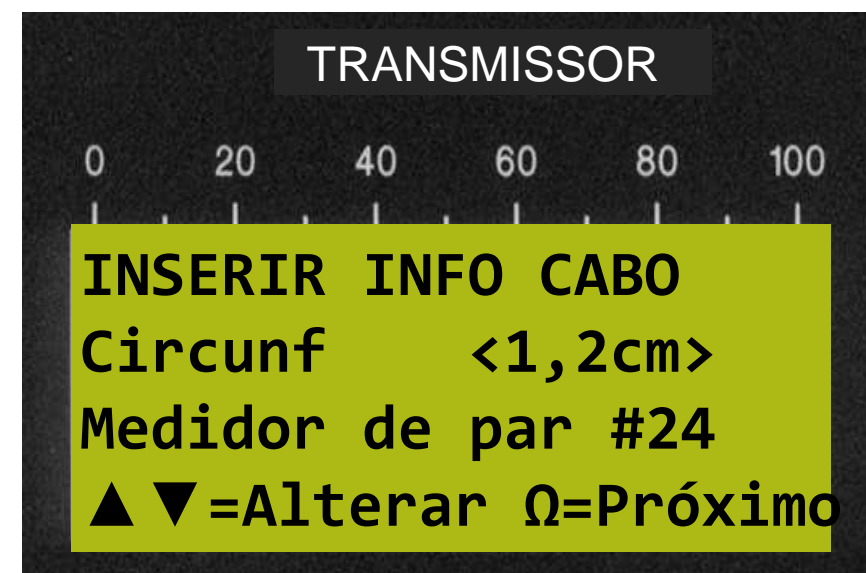 TRANSMISSOR
0 20 40 60 80 100
INSERIR INFO CABO
Circunf <1,2cm>
Medidor de par #24
▲▼=Alterar Ω=Próximo